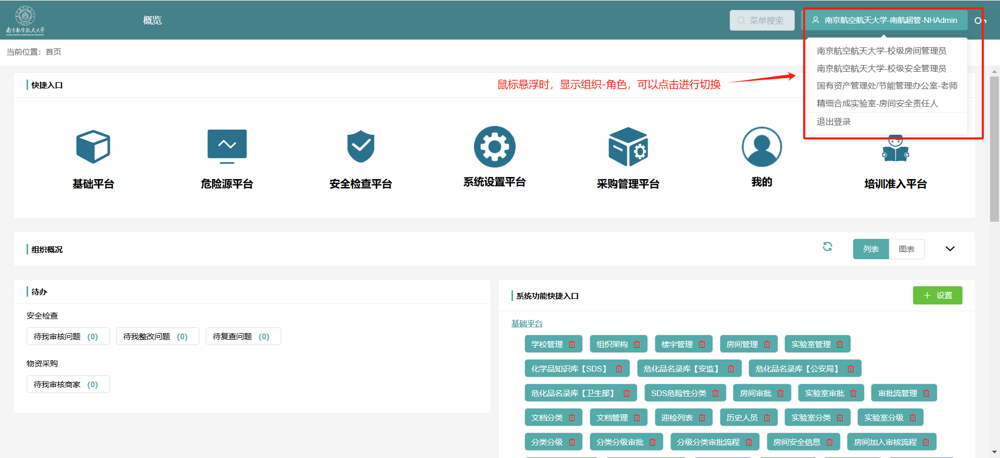 南京航空航天大学
概览
菜单搜索
南京航空航天大学-南航超管-NHAdmin
当前位置：首页
南京航空航天大学-校级房间管理员
南京航空航天大学-校级安全管理员
国有资产管理处/节能管理办公室-老师
精细合成实验室-房间安全责任人
退出登录
鼠标悬浮时，显示组织-角色，可以点击进行切换
快捷入口
基础平台
危险源平台
安全检查平台
系统设置平台
采购管理平台
我的
培训准入平台
组织概况
列表
图表
待办
安全检查
待我审核问题 (0)
待我整改问题 (0)
待复查问题 (0)
物资采购
待我审核商家 (0)
系统功能快捷入口
设置
基础平台
学校管理
组织架构
楼宇管理
房间管理
实验室管理
化学品知识库【SDS】
危化品名录库【安监】
危化品名录库【公安局】
危化品名录库【卫生部】
SDS危险性分类
房间审批
实验室审批
审批流管理
文档分类
文档管理
迎检列表
历史人员
实验室分类
实验室分级
分类分级
分类分级审批
分级分类审批流程
房间安全信息
房间加入审核流程